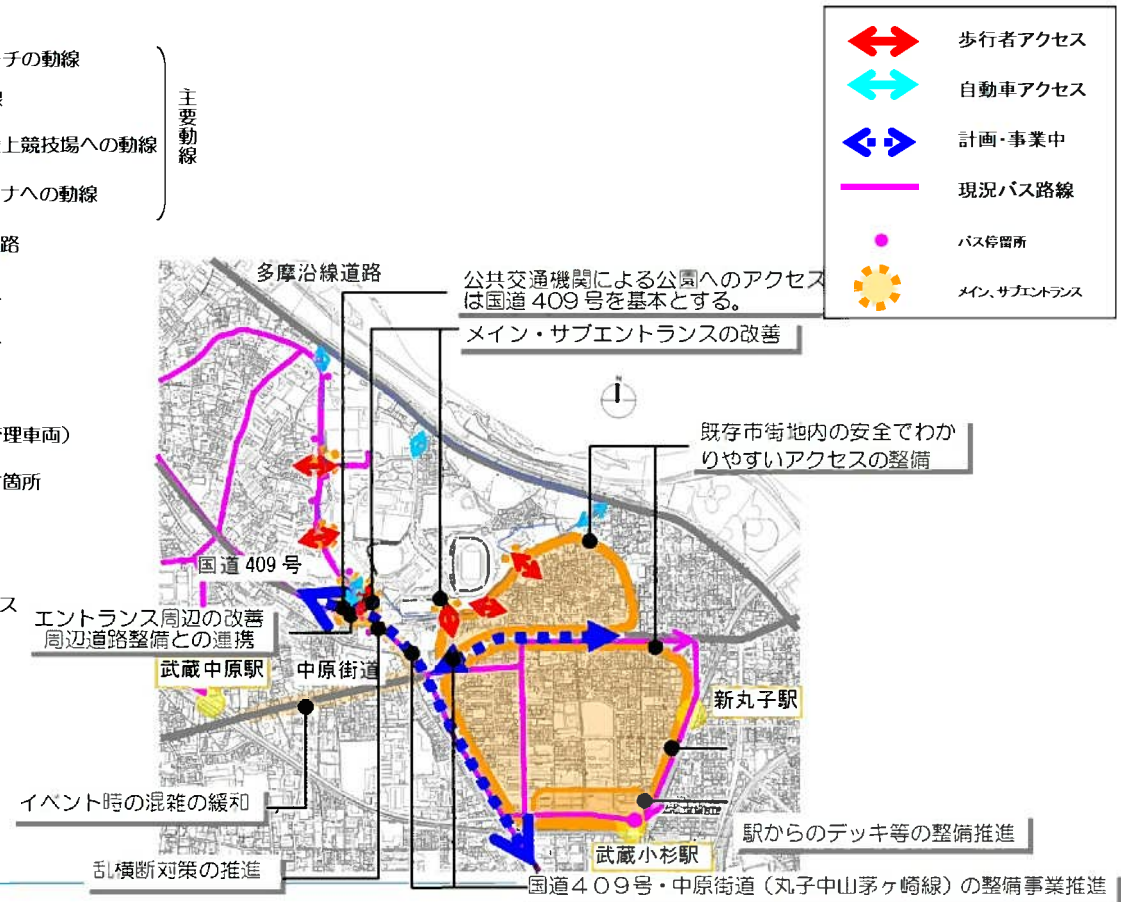 チの動線
線
上競技場への動線
ナへの動線
主要動線
路
理車両）
箇所
ス
歩行者アクセス
自動車アクセス
計画・事業中
現況バス路線
バス停留所
メイン、サブエントランス
多摩沿線道路
公共交通機関による公園へのアクセス
は国道409号を基本とする。
メイン・サブエントランスの改善
N
既存市街地内の安全でわか
りやすいアクセスの整備
国道409号
エントランス周辺の改善
周辺道路整備との連携
武蔵中原駅
中原街道
新丸子駅
イベント時の混雑の緩和
駅からのデッキ等の整備推進
武蔵小杉駅
乱横断対策の推進
国道４０９号・中原街道（丸子中山茅ヶ崎線）の整備事業推進